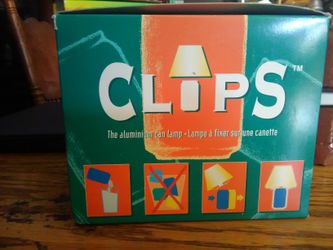 CLIPS™
The aluminium can lamp • Lampe à fixer sur une canette